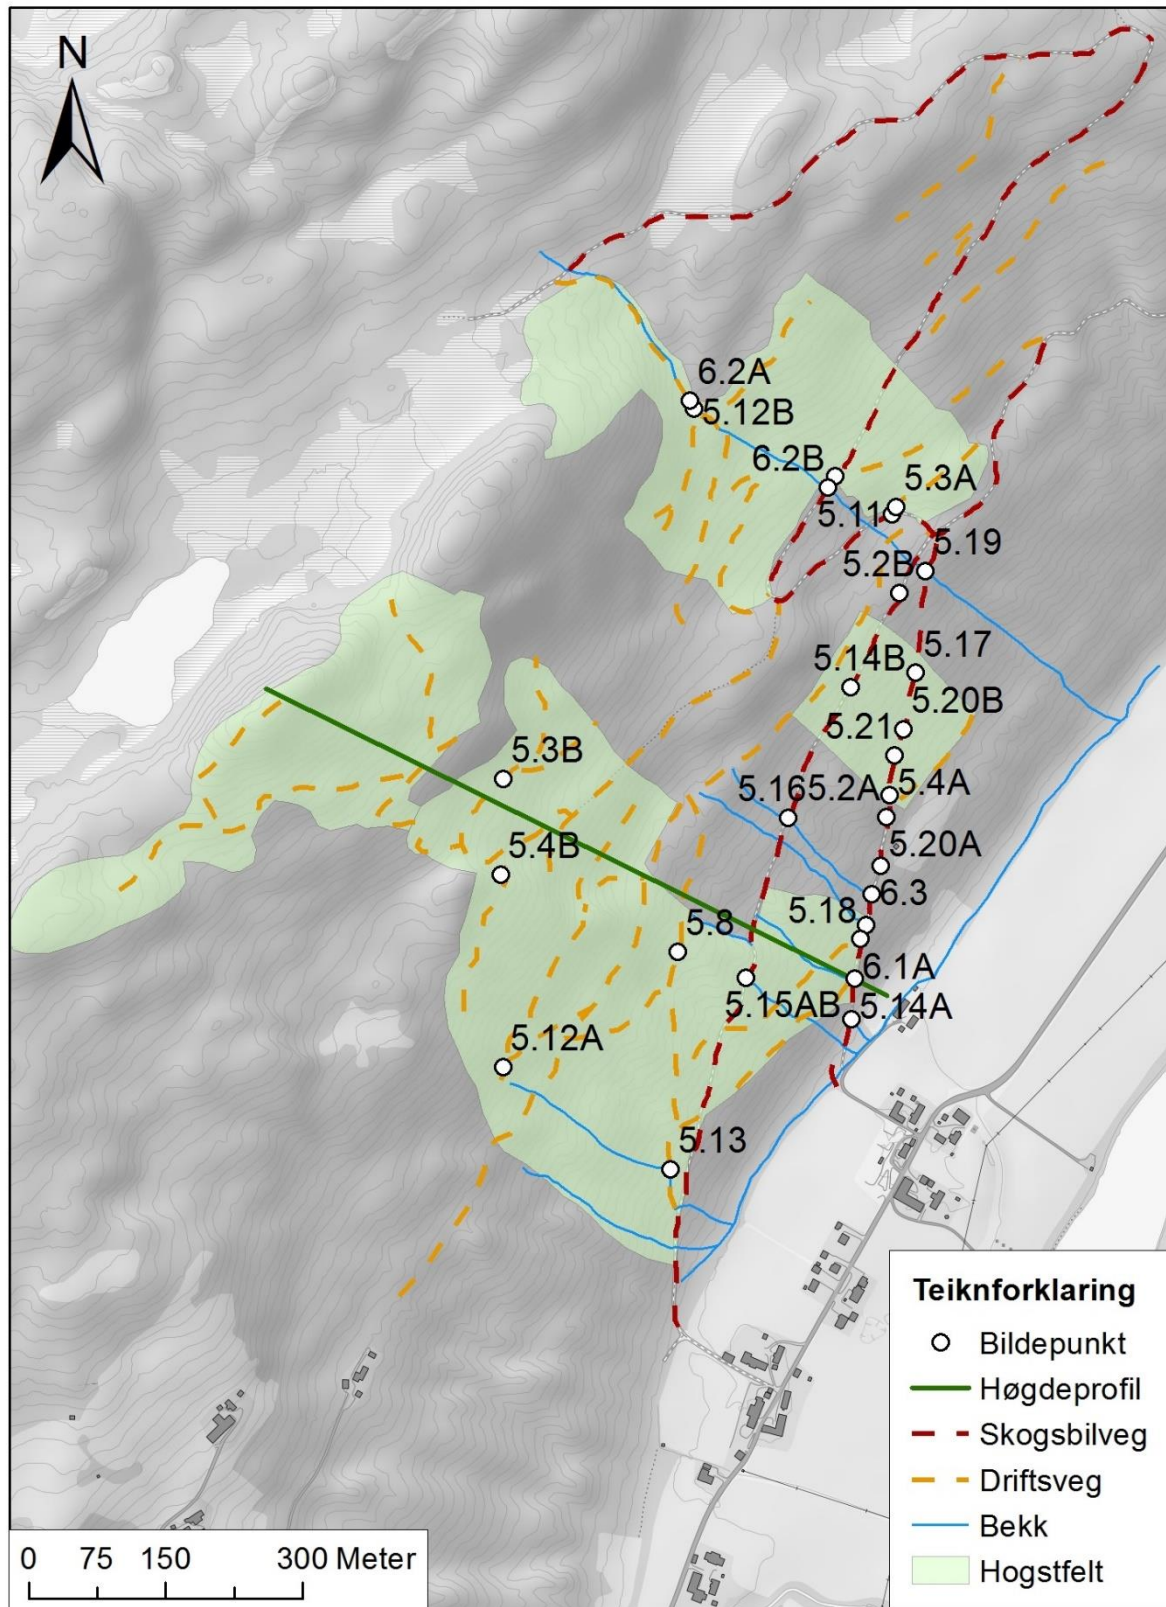 N
6.2A
5.12B
6.2B
5.3A
5.11
5.19
5.2B
5.17
5.14B
5.20B
5.21
5.3B
5.4A
5.16
5.2A
5.20A
5.4B
6.3
5.18
5.8
6.1A
5.15AB
5.14A
5.12A
5.13
Teiknforklaring
Bildepunkt
Høgdeprofil
Skogsbilveg
Driftsveg
Bekk
Hogstfelt
0 75 150 300 Meter